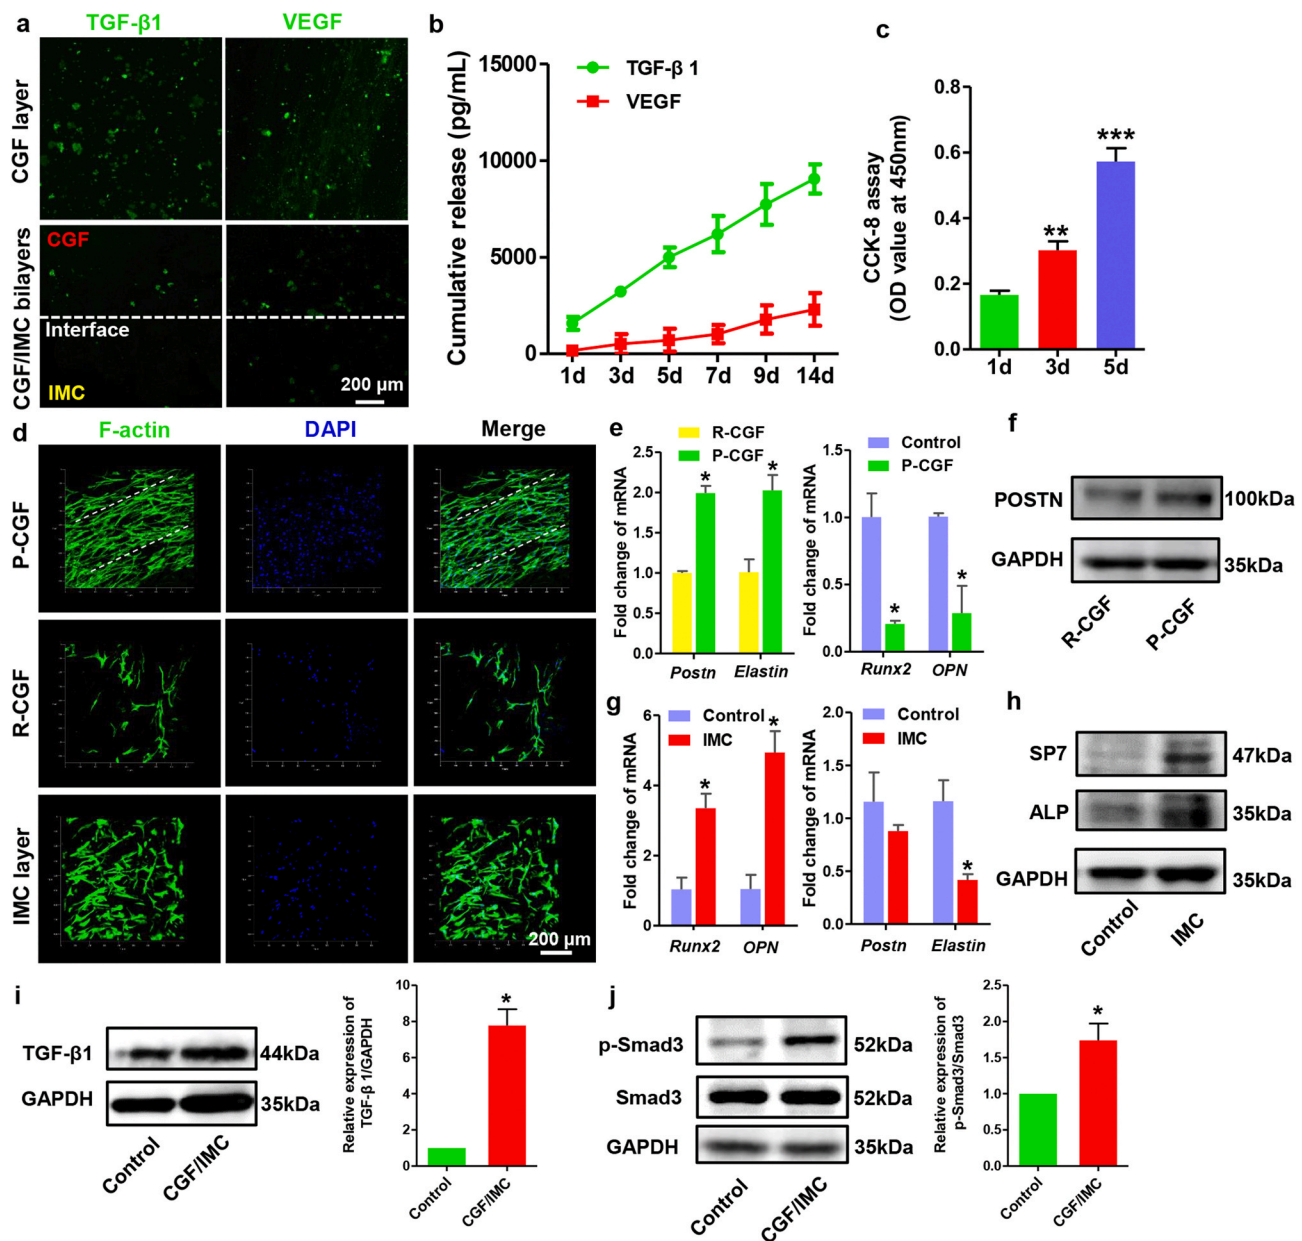 a
TGF-β1
VEGF
CGF layer
CGF/IMC bilayers
CGF
Interface
IMC
200 μm
b
Cumulative release (pg/mL)
15000
10000
5000
0
TGF-β 1
VEGF
1d 3d 5d 7d 9d 14d
c
CCK-8 assay
(OD value at 450nm)
0.8
0.6
0.4
0.2
0.0
**
***
1d 3d 5d
d
F-actin
DAPI
Merge
P-CGF
R-CGF
IMC layer
200 μm
e
R-CGF
P-CGF
Fold change of mRNA
2.5
2.0
1.5
1.0
0.5
0.0
* *
Postn Elastin
Control
P-CGF
Fold change of mRNA
1.5
1.0
0.5
0.0
* *
Runx2 OPN
f
POSTN 100kDa
GAPDH 35kDa
R-CGF P-CGF
g
Control
IMC
Fold change of mRNA
6
4
2
0
* *
Runx2 OPN
Control
IMC
Fold change of mRNA
2.0
1.5
1.0
0.5
0.0
*
Postn Elastin
h
SP7 47kDa
ALP 35kDa
GAPDH 35kDa
Control IMC
i
TGF-β1 44kDa
GAPDH 35kDa
Control CGF/IMC
Relative expression of
TGF-β 1/GAPDH
10
8
6
4
2
0
*
Control CGF/IMC
j
p-Smad3 52kDa
Smad3 52kDa
GAPDH 35kDa
Control CGF/IMC
Relative expression of
p-Smad3/Smad3
2.5
2.0
1.5
1.0
0.5
0.0
*
Control CGF/IMC